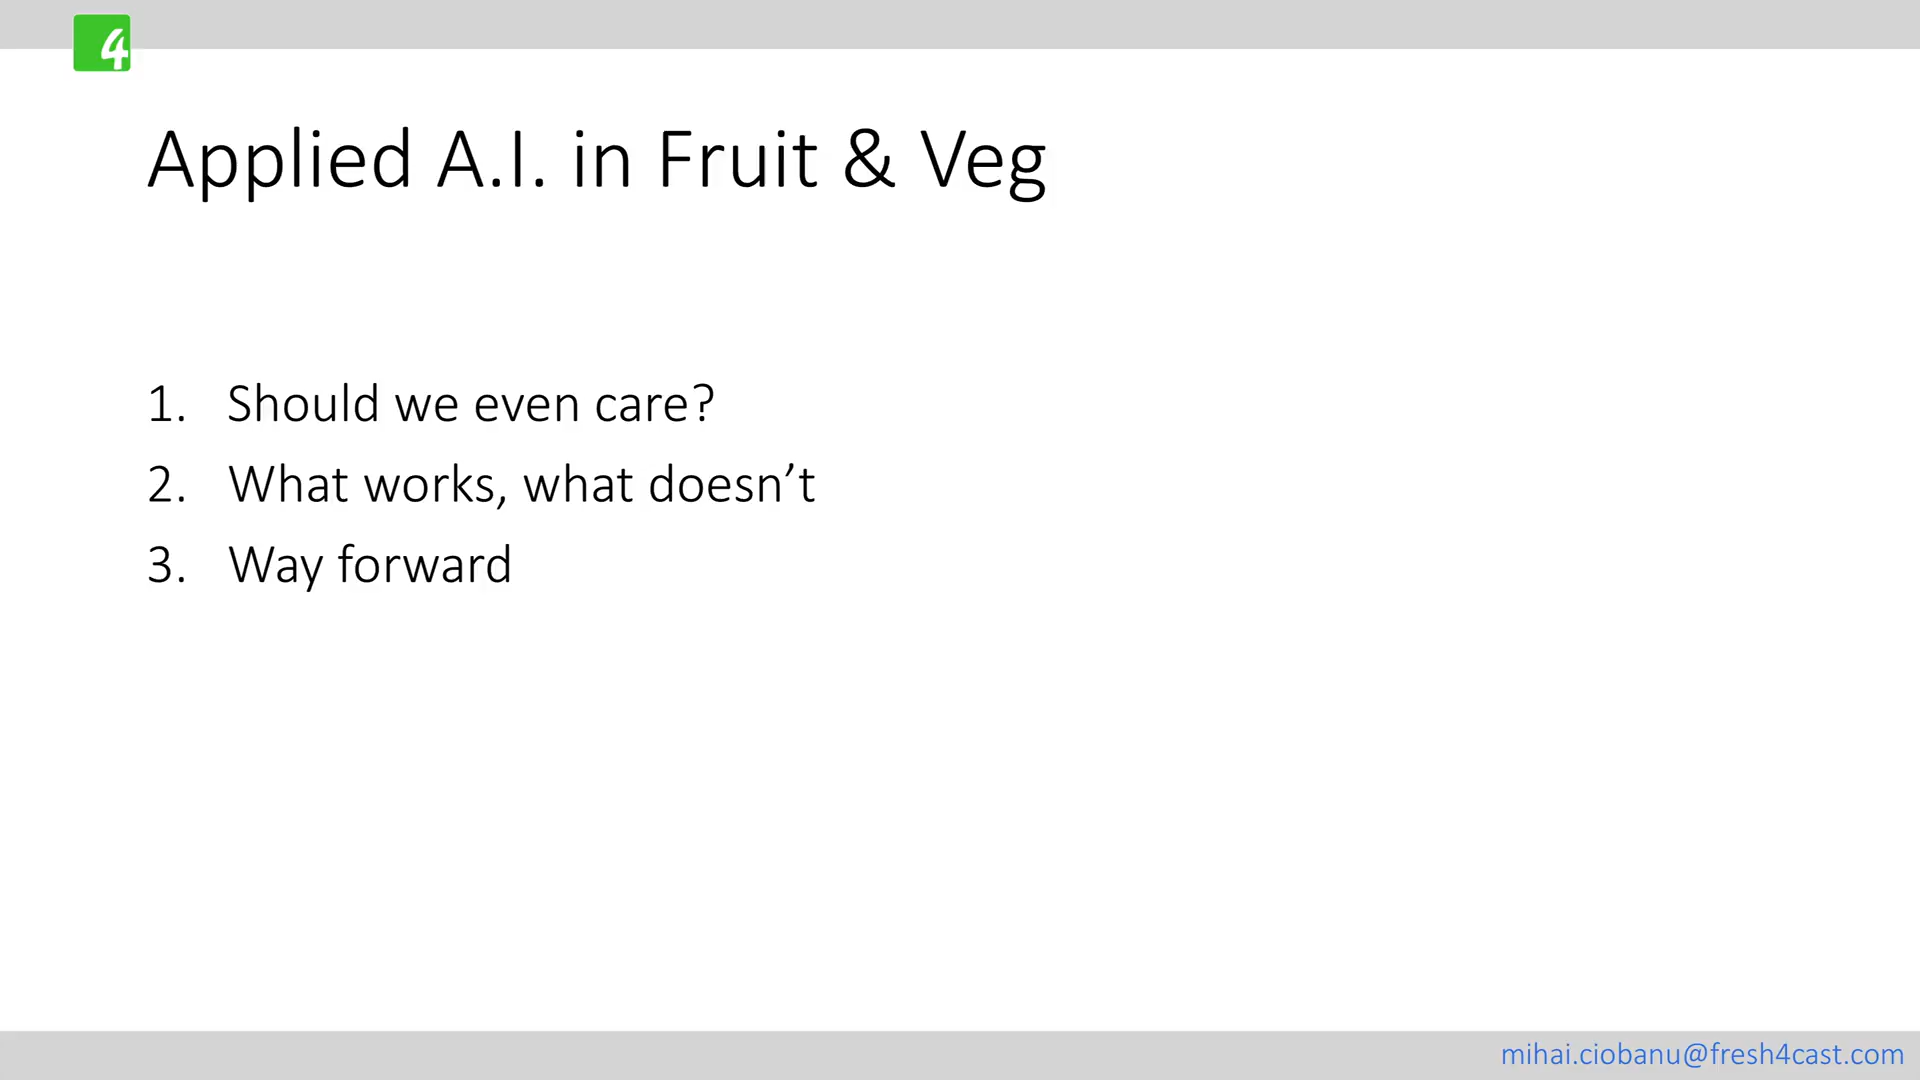 4
Applied A.I. in Fruit & Veg
1. Should we even care?
2. What works, what doesn’t
3. Way forward
mihai.ciobanu@fresh4cast.com